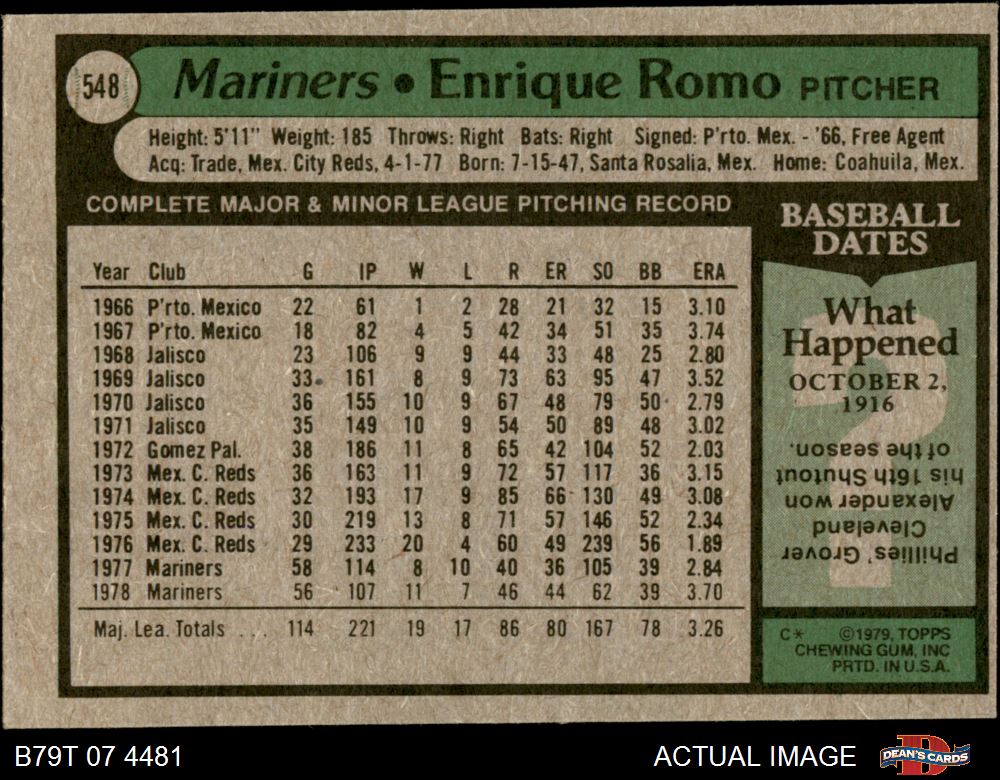 548 Mariners • Enrique Romo PITCHER
Height: 5'11" Weight: 185 Throws: Right Bats: Right Signed: P'rto. Mex. - '66, Free Agent
Acq: Trade, Mex. City Reds, 4-1-77 Born: 7-15-47, Santa Rosalia, Mex. Home: Coahuila, Mex.
COMPLETE MAJOR & MINOR LEAGUE PITCHING RECORD
Year Club G IP W L R ER SO BB ERA
1966 P'rto. Mexico 22 61 1 2 28 21 32 15 3.10
1967 P'rto. Mexico 18 82 4 5 42 34 51 35 3.74
1968 Jalisco 23 106 9 9 44 33 48 25 2.80
1969 Jalisco 33 161 8 9 73 63 95 47 3.52
1970 Jalisco 36 155 10 9 67 48 79 50 2.79
1971 Jalisco 35 149 10 9 54 50 89 48 3.02
1972 Gomez Pal. 38 186 11 8 65 42 104 52 2.03
1973 Mex. C. Reds 36 163 11 9 72 57 117 36 3.15
1974 Mex. C. Reds 32 193 17 9 85 66 130 49 3.08
1975 Mex. C. Reds 30 219 13 8 71 57 146 52 2.34
1976 Mex. C. Reds 29 233 20 4 60 49 239 56 1.89
1977 Mariners 58 114 8 10 40 36 105 39 2.84
1978 Mariners 56 107 11 7 46 44 62 39 3.70
Maj. Lea. Totals ... 114 221 19 17 86 80 167 78 3.26
BASEBALL
DATES
What
Happened
OCTOBER 2,
1916
Phillies' Grover
Cleveland
Alexander won
his 16th Shutout
of the season.
C* ©1979, TOPPS
CHEWING GUM, INC
PRTD. IN U.S.A.
B79T 07 4481 ACTUAL IMAGE DEAN'S CARDS